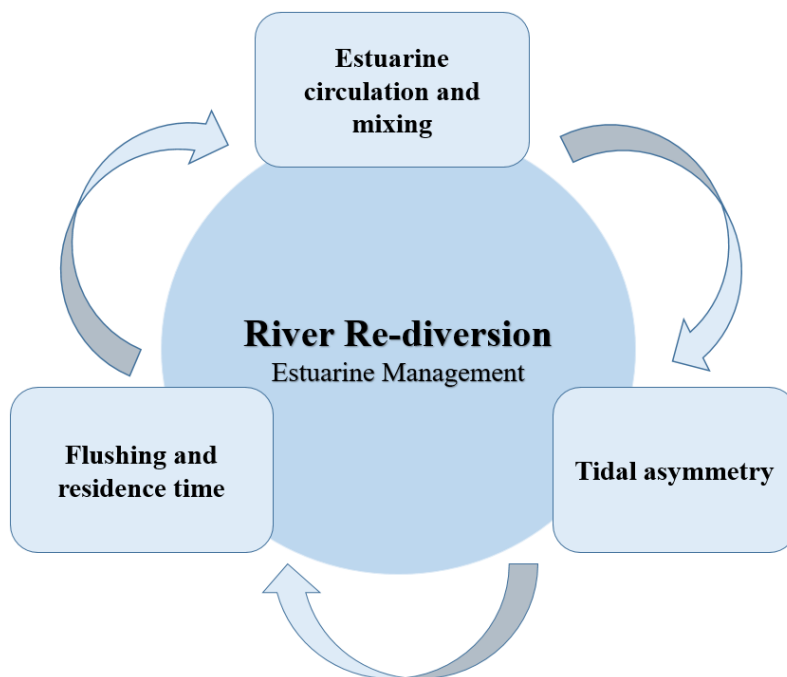 Estuarine
circulation and
mixing
River Re-diversion
Estuarine Management
Flushing and
residence time
Tidal asymmetry